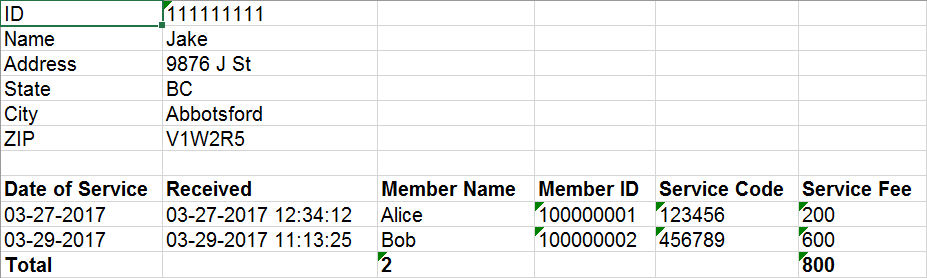 ID 111111111
Name Jake
Address 9876 J St
State BC
City Abbotsford
ZIP V1W2R5
Date of Service Received Member Name Member ID Service Code Service Fee
03-27-2017 03-27-2017 12:34:12 Alice 100000001 123456 200
03-29-2017 03-29-2017 11:13:25 Bob 100000002 456789 600
Total 2 800